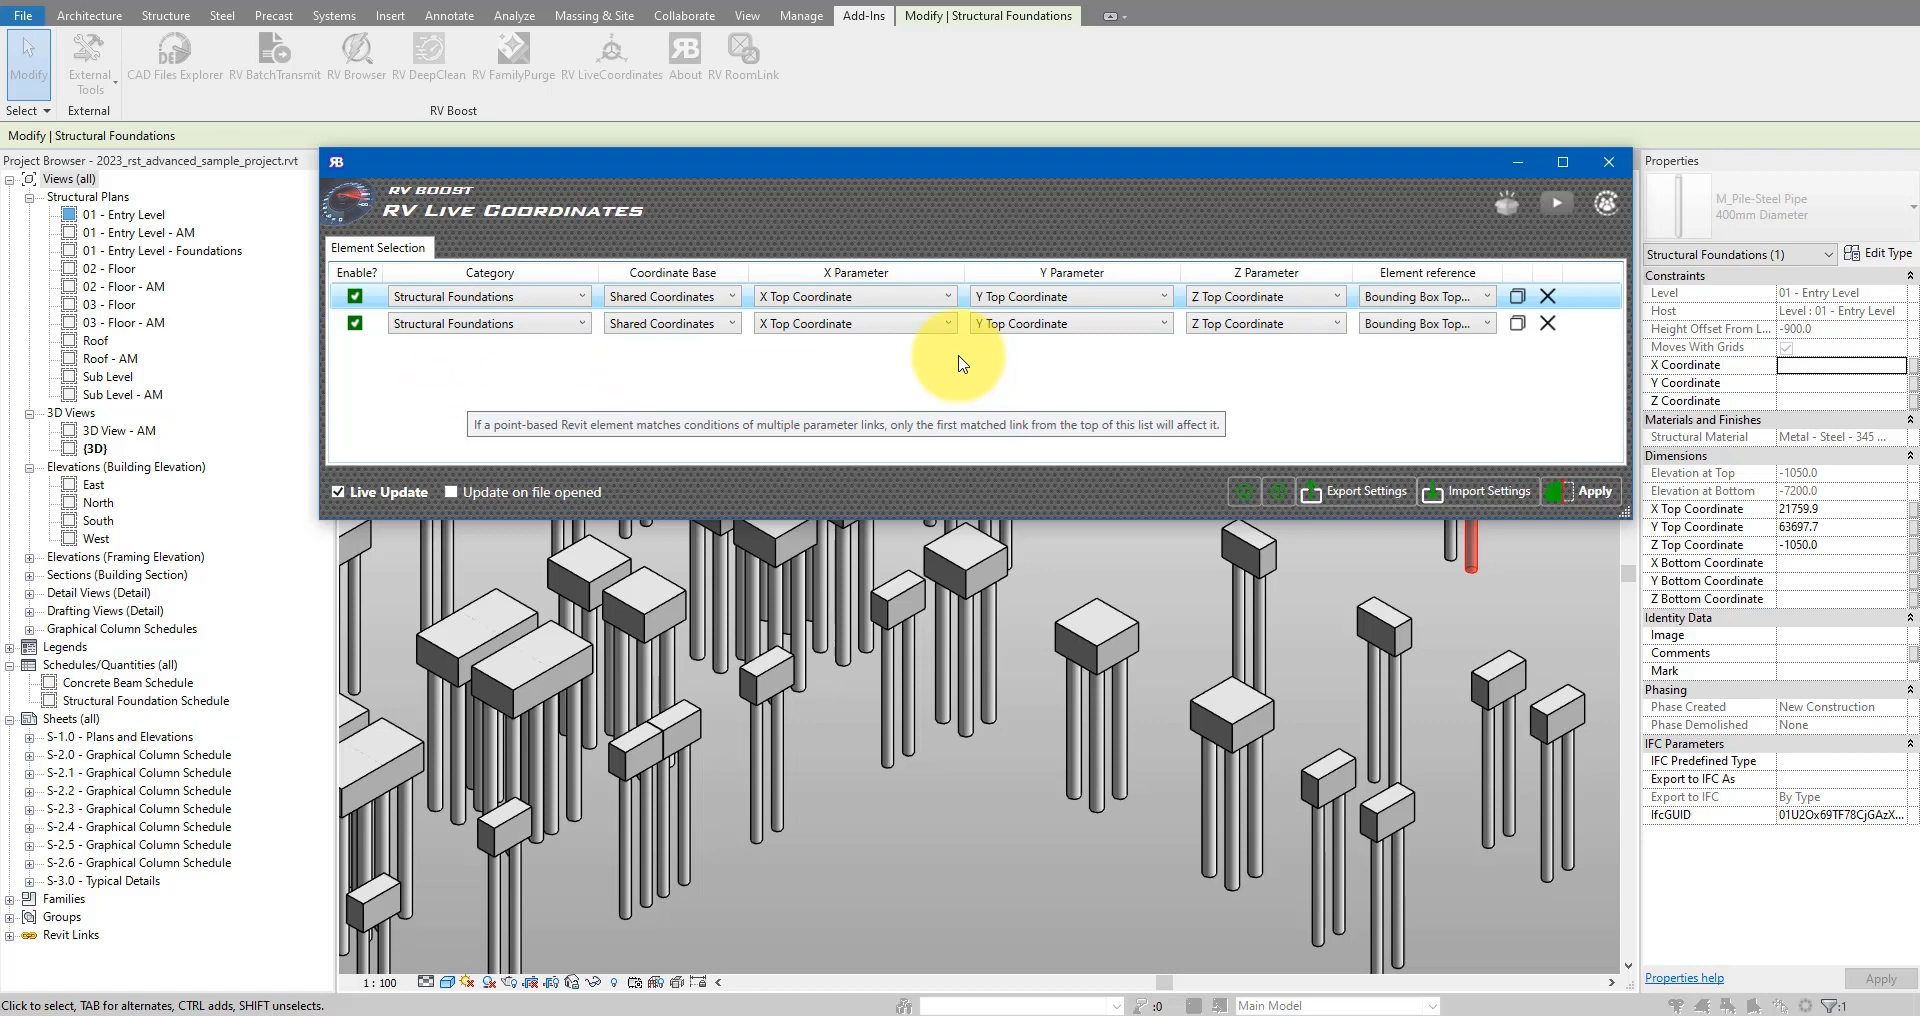 File Architecture Structure Steel Precast Systems Insert Annotate Analyze Massing & Site Collaborate View Manage Add-Ins Modify | Structural Foundations
Modify
External Tools
CAD Files Explorer RV BatchTransmit RV Browser RV DeepClean RV FamilyPurge RV LiveCoordinates About RV RoomLink
Select
External
RV Boost
Modify | Structural Foundations
Project Browser - 2023_rst_advanced_sample_project.rvt
Views (all)
Structural Plans
01 - Entry Level
01 - Entry Level - AM
01 - Entry Level - Foundations
02 - Floor
02 - Floor - AM
03 - Floor
03 - Floor - AM
Roof
Roof - AM
Sub Level
Sub Level - AM
3D Views
3D View - AM
{3D}
Elevations (Building Elevation)
East
North
South
West
Elevations (Framing Elevation)
Sections (Building Section)
Detail Views (Detail)
Drafting Views (Detail)
Graphical Column Schedules
Legends
Schedules/Quantities (all)
Concrete Beam Schedule
Structural Foundation Schedule
Sheets (all)
S-1.0 - Plans and Elevations
S-2.0 - Graphical Column Schedule
S-2.1 - Graphical Column Schedule
S-2.2 - Graphical Column Schedule
S-2.3 - Graphical Column Schedule
S-2.4 - Graphical Column Schedule
S-2.5 - Graphical Column Schedule
S-2.6 - Graphical Column Schedule
S-3.0 - Typical Details
Families
Groups
Revit Links
RB
RV BOOST
RV LIVE COORDINATES
Element Selection
Enable? Category Coordinate Base X Parameter Y Parameter Z Parameter Element reference
Structural Foundations Shared Coordinates X Top Coordinate Y Top Coordinate Z Top Coordinate Bounding Box Top...
Structural Foundations Shared Coordinates X Top Coordinate Y Top Coordinate Z Top Coordinate Bounding Box Top...
If a point-based Revit element matches conditions of multiple parameter links, only the first matched link from the top of this list will affect it.
Live Update Update on file opened
Export Settings Import Settings Apply
Properties
M_Pile-Steel Pipe
400mm Diameter
Structural Foundations (1) Edit Type
Constraints
Level 01 - Entry Level
Host Level : 01 - Entry Level
Height Offset From L... -900.0
Moves With Grids
X Coordinate
Y Coordinate
Z Coordinate
Materials and Finishes
Structural Material Metal - Steel - 345 ...
Dimensions
Elevation at Top -1050.0
Elevation at Bottom -7200.0
X Top Coordinate 21759.9
Y Top Coordinate 63697.7
Z Top Coordinate -1050.0
X Bottom Coordinate
Y Bottom Coordinate
Z Bottom Coordinate
Identity Data
Image
Comments
Mark
Phasing
Phase Created New Construction
Phase Demolished None
IFC Parameters
IFC Predefined Type
Export to IFC As
Export to IFC By Type
IfcGUID 01U2Ox69TF78CjGAzX...
Properties help
Apply
1 : 100
Click to select, TAB for alternates, CTRL adds, SHIFT unselects.
:0
Main Model
:1